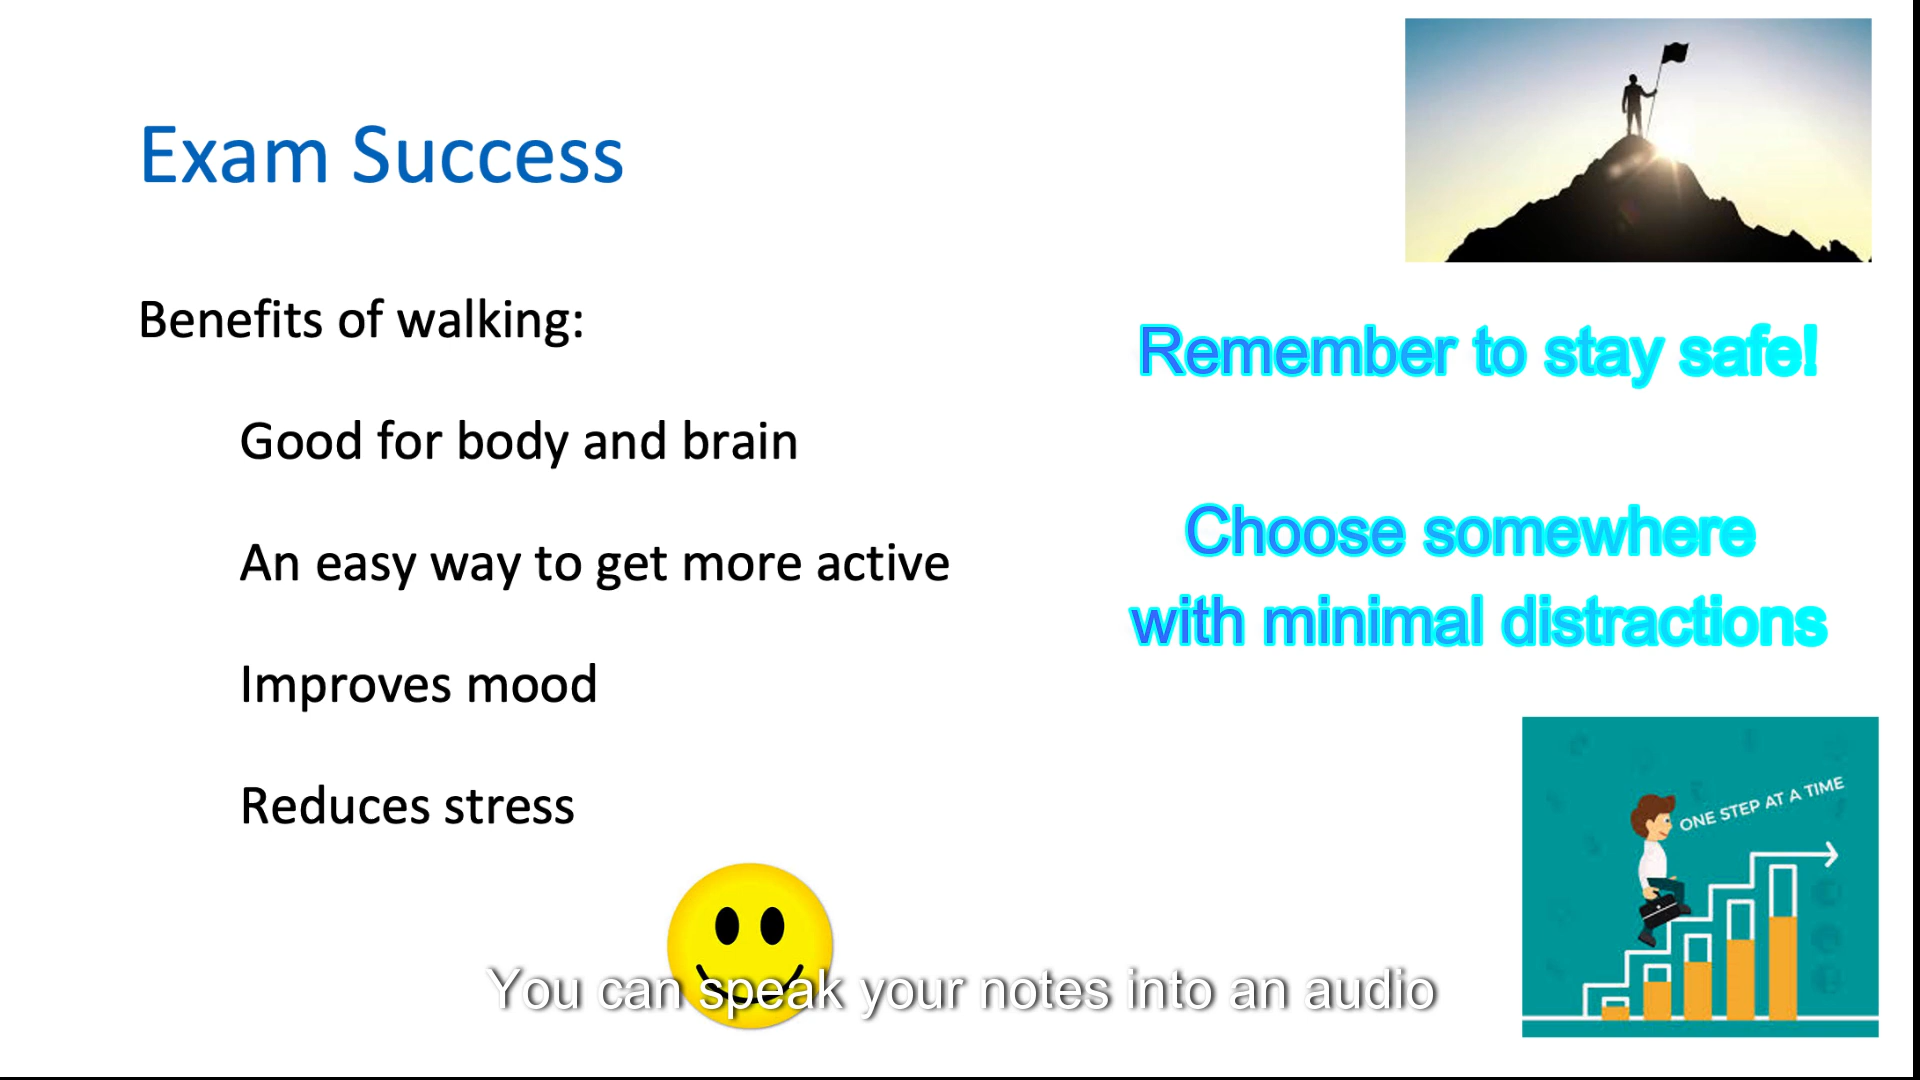 Exam Success
Benefits of walking:
Good for body and brain
An easy way to get more active
Improves mood
Reduces stress
Remember to stay safe!
Choose somewhere
with minimal distractions
ONE STEP AT A TIME
You can speak your notes into an audio